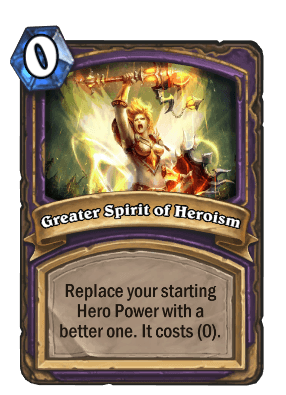 0
Greater Spirit of Heroism
Replace your starting
Hero Power with a
better one. It costs (0).